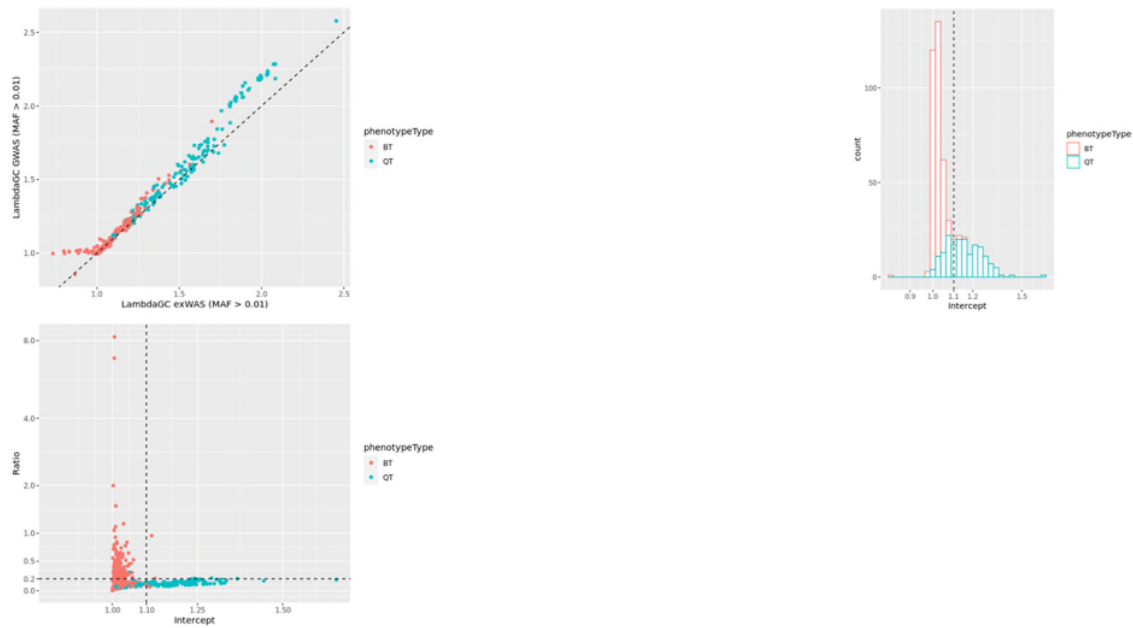 LambdaGC GWAS (MAF > 0.01)
2.5
2.0
1.5
1.0
1.0
1.5
2.0
2.5
LambdaGC exWAS (MAF > 0.01)
phenotypeType
BT
QT
count
100
50
0
0.9
1.0
1.1
1.2
1.5
Intercept
phenotypeType
BT
QT
Ratio
8.0
4.0
2.0
1.0
0.5
0.2
0.0
1.00
1.10
1.25
1.50
Intercept
phenotypeType
BT
QT